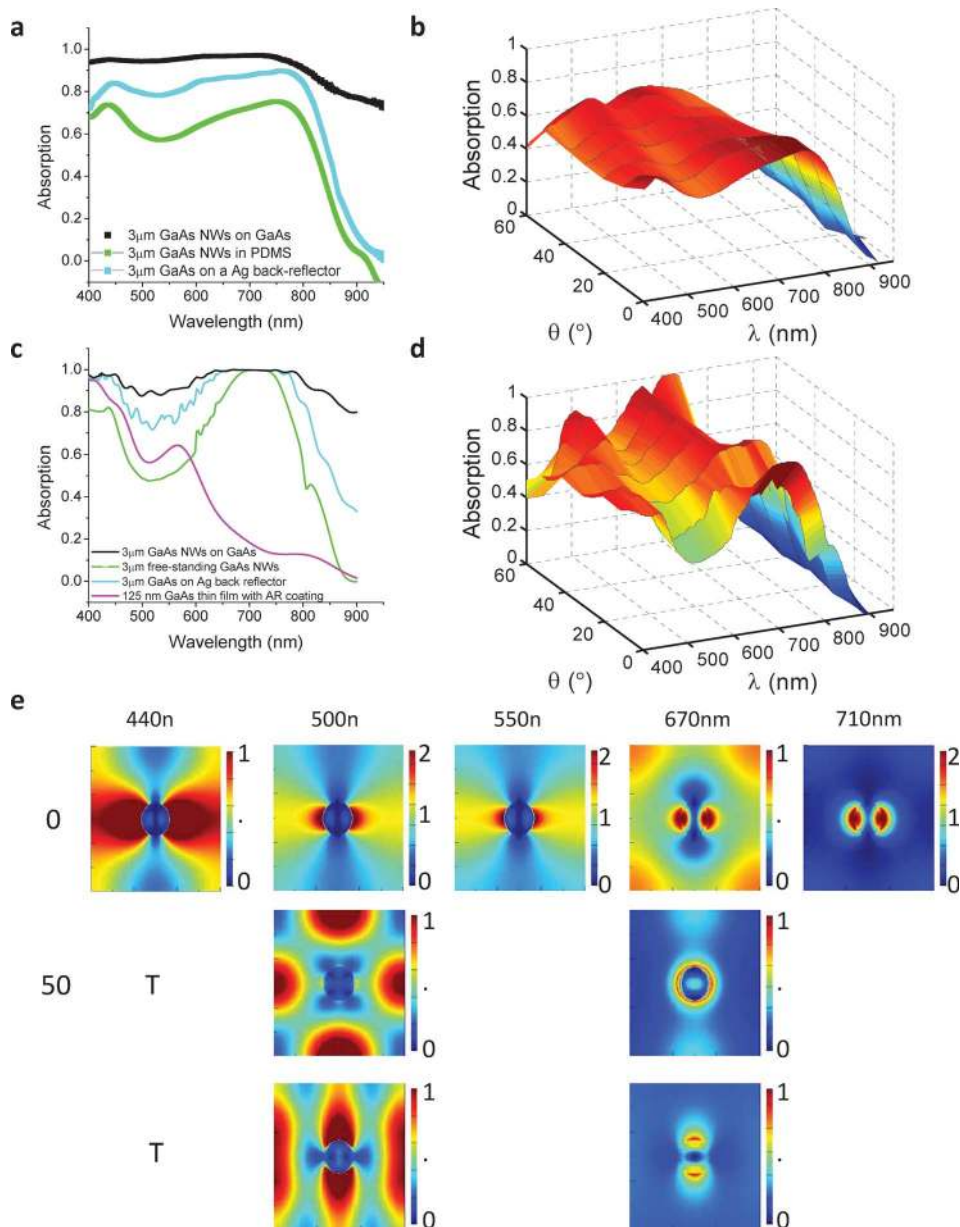 a
1.0
0.8
0.6
0.4
0.2
0.0
Absorption
3μm GaAs NWs on GaAs
3μm GaAs NWs in PDMS
3μm GaAs on a Ag back-reflector
400 500 600 700 800 900
Wavelength (nm)
b
1
0.8
0.6
0.4
0.2
0
Absorption
60
40
20
0
θ (°)
400 500 600 700 800 900
λ (nm)
c
1.0
0.8
0.6
0.4
0.2
0.0
Absorption
3μm GaAs NWs on GaAs
3μm free-standing GaAs NWs
3μm GaAs on Ag back reflector
125 nm GaAs thin film with AR coating
400 500 600 700 800 900
Wavelength (nm)
d
1
0.8
0.6
0.4
0.2
0
Absorption
60
40
20
0
θ (°)
400 500 600 700 800 900
λ (nm)
e
440n 500n 550n 670nm 710nm
0
1 . 0
2 1 0
2 1 0
1 . 0
2 1 0
50 T
1 . 0
1 . 0
T
1 . 0
1 . 0